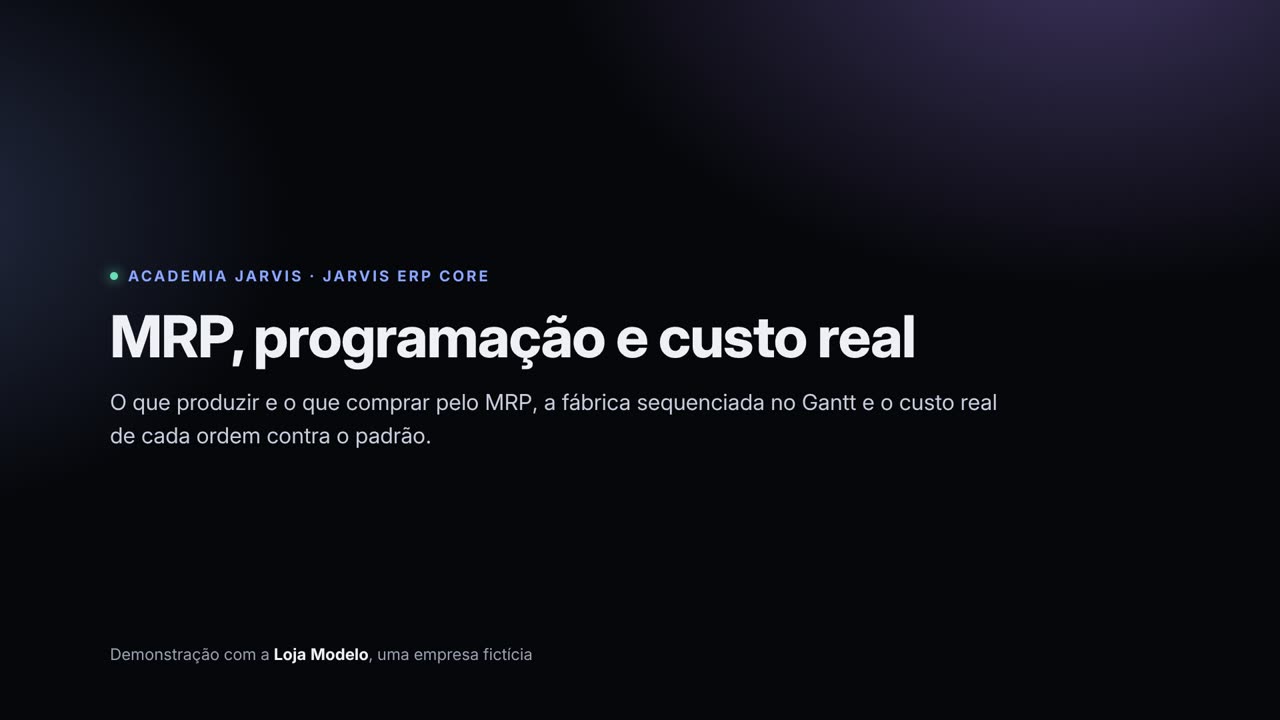 ACADEMIA JARVIS · JARVIS ERP CORE
MRP, programação e custo real
O que produzir e o que comprar pelo MRP, a fábrica sequenciada no Gantt e o custo real
de cada ordem contra o padrão.
Demonstração com a Loja Modelo, uma empresa fictícia